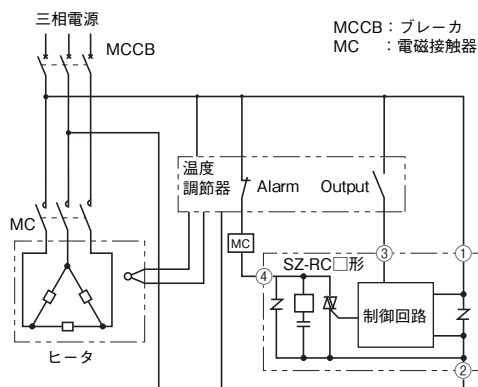 三相電源
MCCB
MCCB：ブレーカ
MC ：電磁接触器
温度
調節器
Alarm
Output
MC
MC
③
①
④
SZ-RC□形
制御回路
ヒータ
②